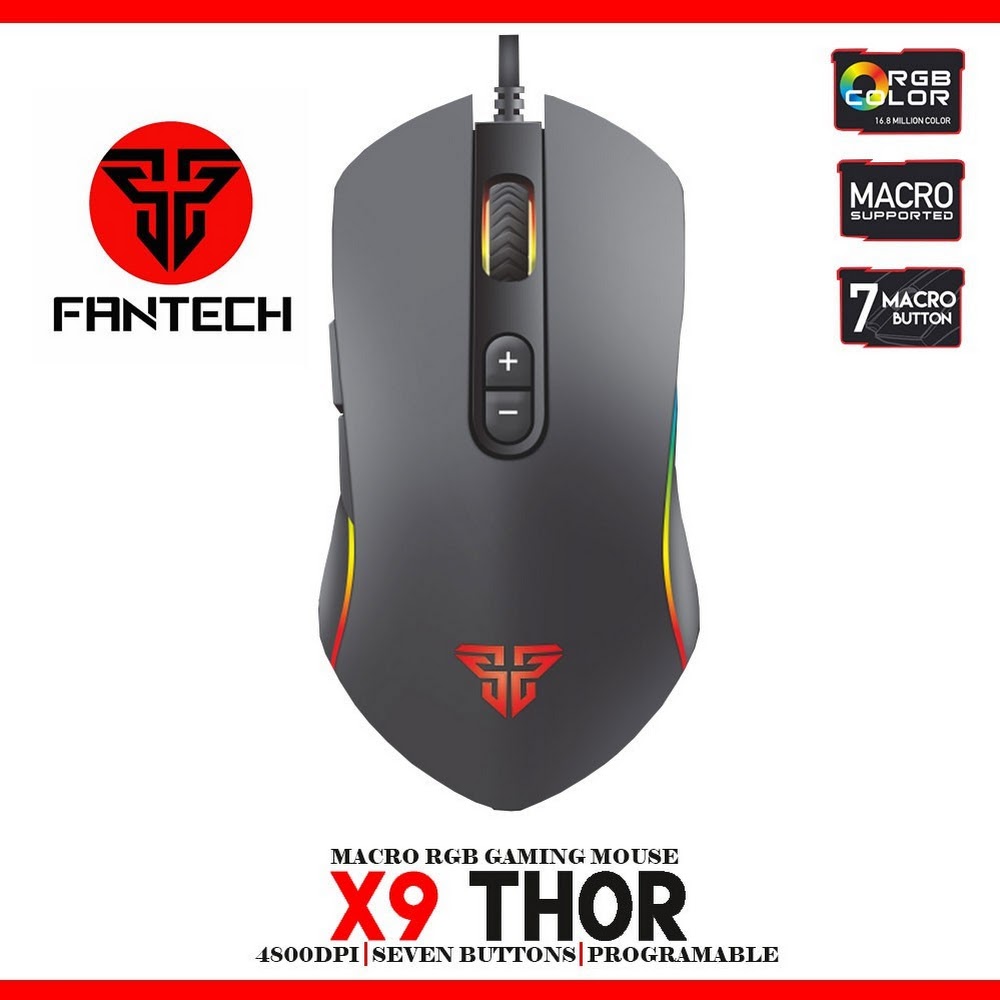 RGB
COLOR
16.8 MILLION COLOR
FANTECH
MACRO
SUPPORTED
7 MACRO
BUTTON
+
−
MACRO RGB GAMING MOUSE
X9 THOR
4800DPI|SEVEN BUTTONS|PROGRAMABLE